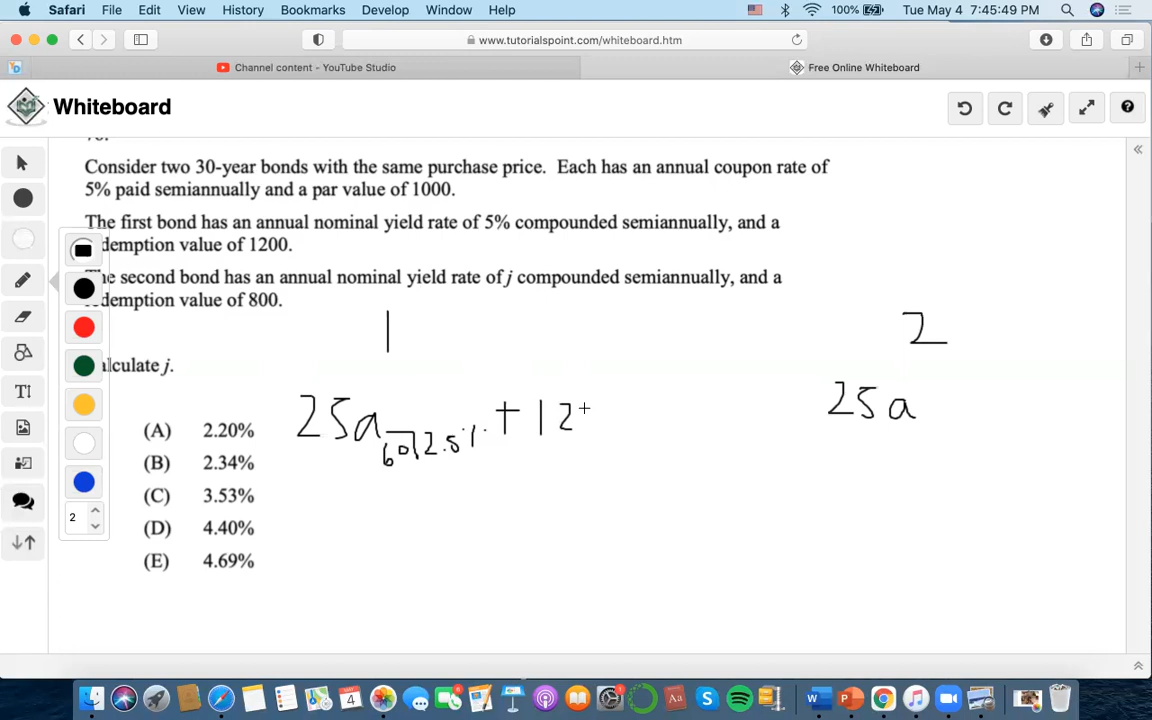 Safari File Edit View History Bookmarks Develop Window Help 100% Tue May 4 7:45:49 PM
www.tutorialspoint.com/whiteboard.htm
Channel content - YouTube Studio Free Online Whiteboard
Whiteboard
Consider two 30-year bonds with the same purchase price. Each has an annual coupon rate of
5% paid semiannually and a par value of 1000.
The first bond has an annual nominal yield rate of 5% compounded semiannually, and a
demption value of 1200.
he second bond has an annual nominal yield rate of j compounded semiannually, and a
demption value of 800.
1 2
alculate j.
25a 60 2.5% + 12 25a
(A) 2.20%
(B) 2.34%
(C) 3.53%
(D) 4.40%
(E) 4.69%
T
2